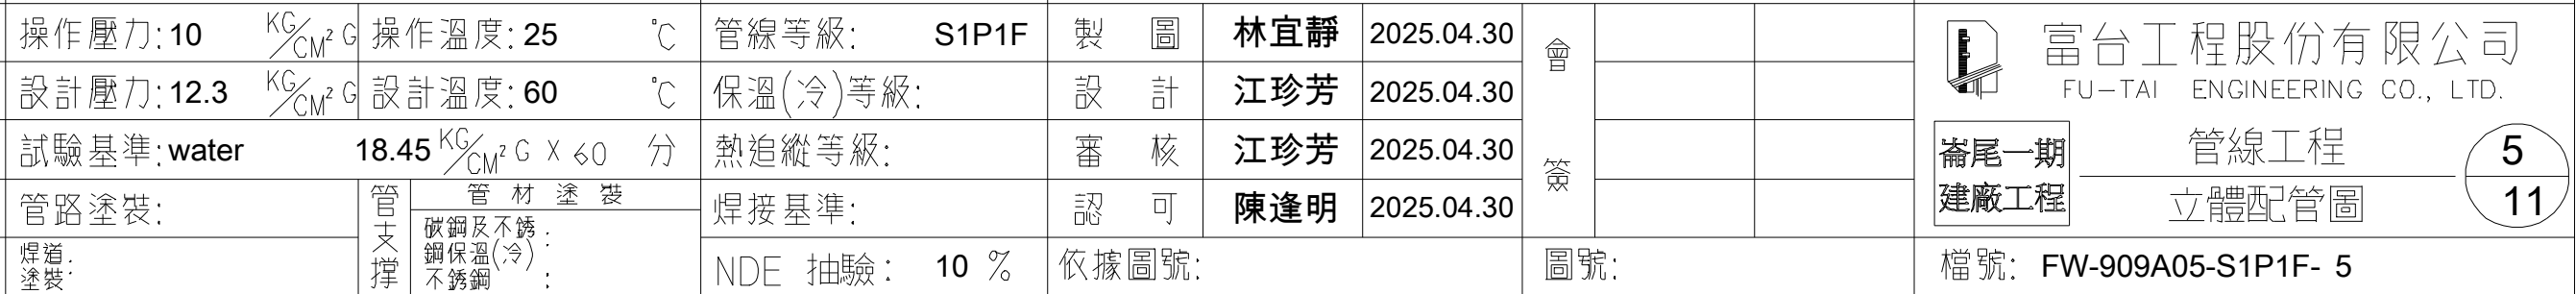 操作壓力:10 KG/CM² G 操作溫度:25 ℃ 管線等級: S1P1F 製圖 林宜靜 2025.04.30
設計壓力:12.3 KG/CM² G 設計溫度:60 ℃ 保溫(冷)等級: 設計 江珍芳 2025.04.30
試驗基準:water 18.45 KG/CM² G X 60 分 熱追縱等級: 審核 江珍芳 2025.04.30
管路塗裝: 管支撐 管材塗裝 焊接基準: 認可 陳逢明 2025.04.30
焊道塗裝: 碳鋼及不銹鋼保溫(冷): 不銹鋼: NDE 抽驗: 10 % 依據圖號: 圖號:
會簽
富台工程股份有限公司
FU-TAI ENGINEERING CO., LTD.
崙尾一期
建廠工程
管線工程
立體配管圖
5
11
檔號: FW-909A05-S1P1F- 5